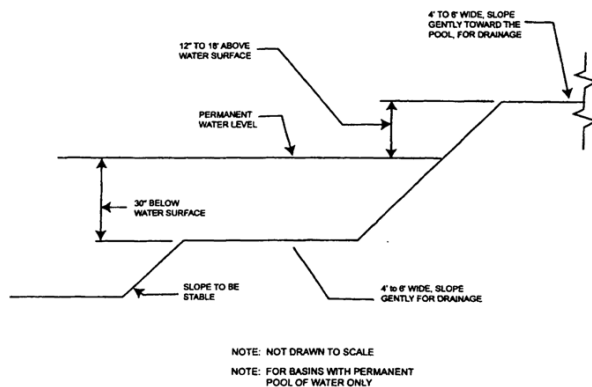 4' TO 6' WIDE, SLOPE
GENTLY TOWARD THE
POOL, FOR DRAINAGE
12" TO 18' ABOVE
WATER SURFACE
PERMANENT
WATER LEVEL
30" BELOW
WATER SURFACE
SLOPE TO BE
STABLE
4' to 6' WIDE, SLOPE
GENTLY FOR DRAINAGE
NOTE: NOT DRAWN TO SCALE
NOTE: FOR BASINS WITH PERMANENT
POOL OF WATER ONLY